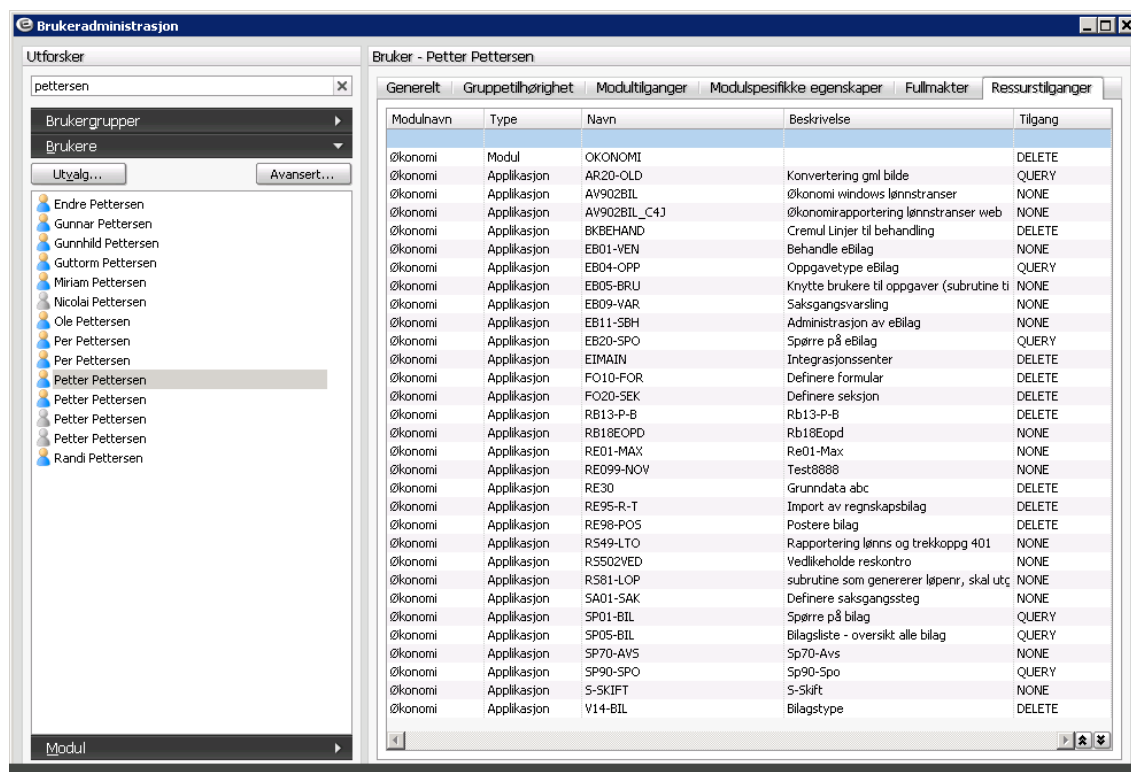 Brukeradministrasjon
Utforsker
pettersen
Brukergrupper
Brukere
Utvalg...
Avansert...
Endre Pettersen
Gunnar Pettersen
Gunnhild Pettersen
Guttorm Pettersen
Miriam Pettersen
Nicolai Pettersen
Ole Pettersen
Per Pettersen
Per Pettersen
Petter Pettersen
Petter Pettersen
Petter Pettersen
Petter Pettersen
Randi Pettersen
Modul
Bruker - Petter Pettersen
Generelt Gruppetilhørighet Modultilganger Modulspesifikke egenskaper Fullmakter Ressurstilganger
Modulnavn Type Navn Beskrivelse Tilgang
Økonomi Modul OKONOMI DELETE
Økonomi Applikasjon AR20-OLD Konvertering gml bilde QUERY
Økonomi Applikasjon AV902BIL Økonomi windows lønnstranser NONE
Økonomi Applikasjon AV902BIL_C4J Økonomirapportering lønnstranser web NONE
Økonomi Applikasjon BKBEHAND Cremul Linjer til behandling DELETE
Økonomi Applikasjon EB01-VEN Behandle eBilag NONE
Økonomi Applikasjon EB04-OPP Oppgavetype eBilag QUERY
Økonomi Applikasjon EB05-BRU Knytte brukere til oppgaver (subrutine ti NONE
Økonomi Applikasjon EB09-VAR Saksgangsvarsling NONE
Økonomi Applikasjon EB11-SBH Administrasjon av eBilag NONE
Økonomi Applikasjon EB20-SPO Spørre på eBilag QUERY
Økonomi Applikasjon EIMAIN Integrasjonssenter DELETE
Økonomi Applikasjon FO10-FOR Definere formular DELETE
Økonomi Applikasjon FO20-SEK Definere seksjon DELETE
Økonomi Applikasjon RB13-P-B Rb13-P-B DELETE
Økonomi Applikasjon RB18EOPD Rb18Eopd NONE
Økonomi Applikasjon RE01-MAX Re01-Max NONE
Økonomi Applikasjon RE099-NOV Test8888 NONE
Økonomi Applikasjon RE30 Grunndata abc DELETE
Økonomi Applikasjon RE95-R-T Import av regnskapsbilag DELETE
Økonomi Applikasjon RE98-POS Postere bilag DELETE
Økonomi Applikasjon RS49-LTO Rapportering lønns og trekkoppg 401 NONE
Økonomi Applikasjon RS502VED Vedlikeholde reskontro NONE
Økonomi Applikasjon RS81-LOP subrutine som genererer løpenr, skal utg NONE
Økonomi Applikasjon SA01-SAK Definere saksgangssteg NONE
Økonomi Applikasjon SP01-BIL Spørre på bilag QUERY
Økonomi Applikasjon SP05-BIL Bilagsliste - oversikt alle bilag QUERY
Økonomi Applikasjon SP70-AVS Sp70-Avs NONE
Økonomi Applikasjon SP90-SPO Sp90-Spo QUERY
Økonomi Applikasjon S-SKIFT S-Skift NONE
Økonomi Applikasjon V14-BIL Bilagstype DELETE